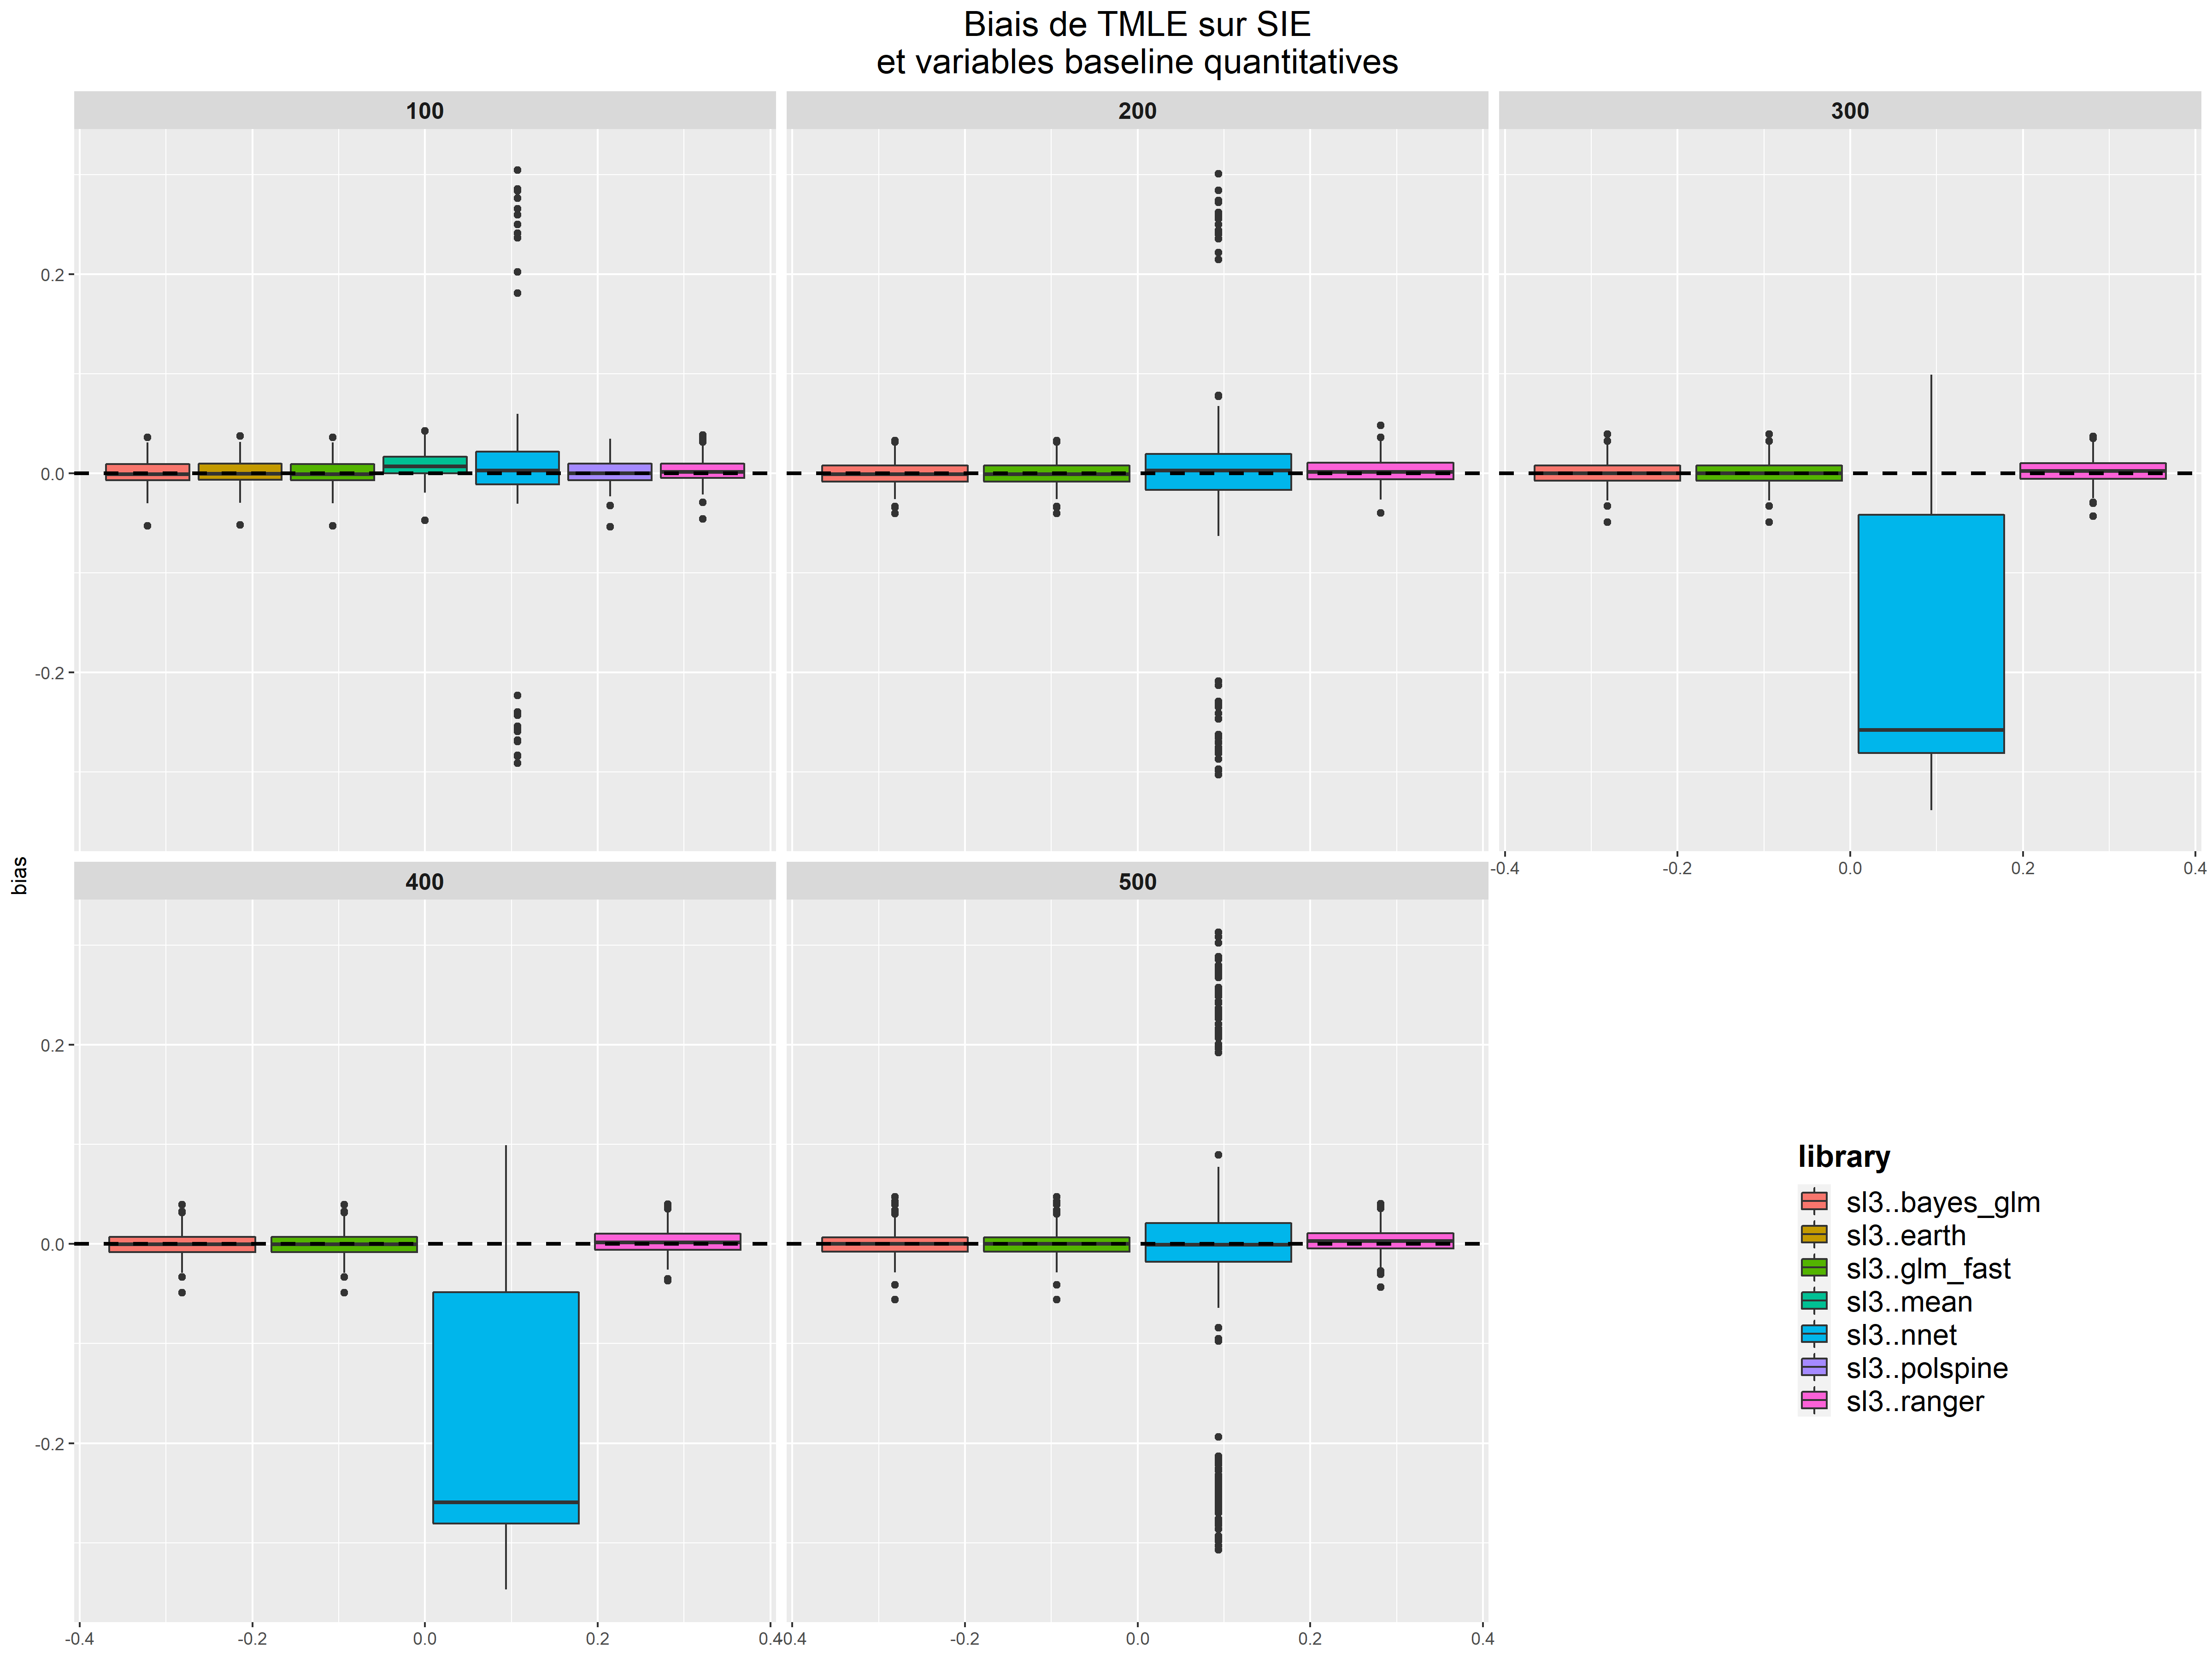 Biais de TMLE sur SIE
et variables baseline quantitatives
100
200
300
0.2
0.0
-0.2
-0.4
-0.2
0.0
0.2
0.4
bias
400
500
0.2
0.0
-0.2
-0.4
-0.2
0.0
0.2
0.4
-0.4
-0.2
0.0
0.2
0.4
library
sl3..bayes_glm
sl3..earth
sl3..glm_fast
sl3..mean
sl3..nnet
sl3..polspine
sl3..ranger